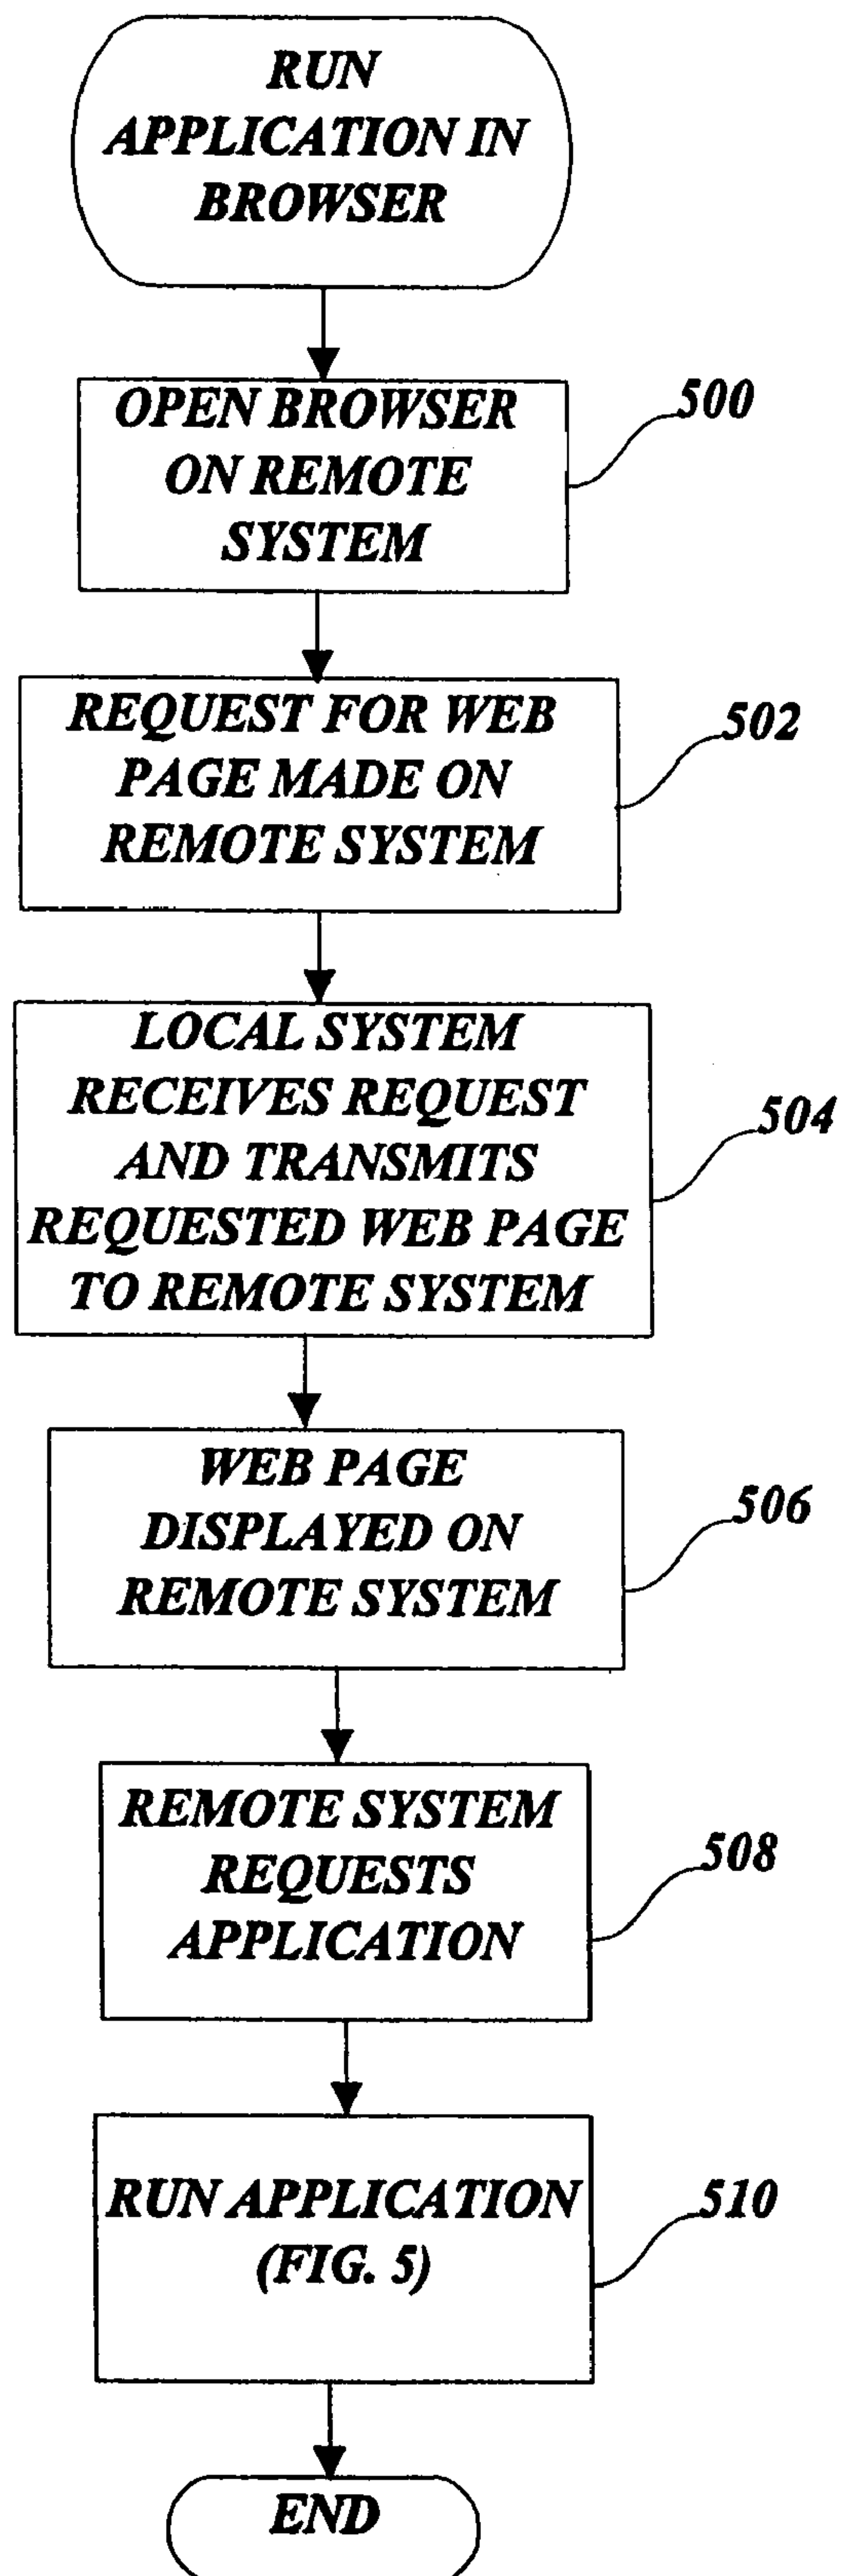 RUN
APPLICATION IN
BROWSER
OPEN BROWSER
ON REMOTE
SYSTEM
500
REQUEST FOR WEB
PAGE MADE ON
REMOTE SYSTEM
502
LOCAL SYSTEM
RECEIVES REQUEST
AND TRANSMITS
REQUESTED WEB PAGE
TO REMOTE SYSTEM
504
WEB PAGE
DISPLAYED ON
REMOTE SYSTEM
506
REMOTE SYSTEM
REQUESTS
APPLICATION
508
RUN APPLICATION
(FIG. 5)
510
END